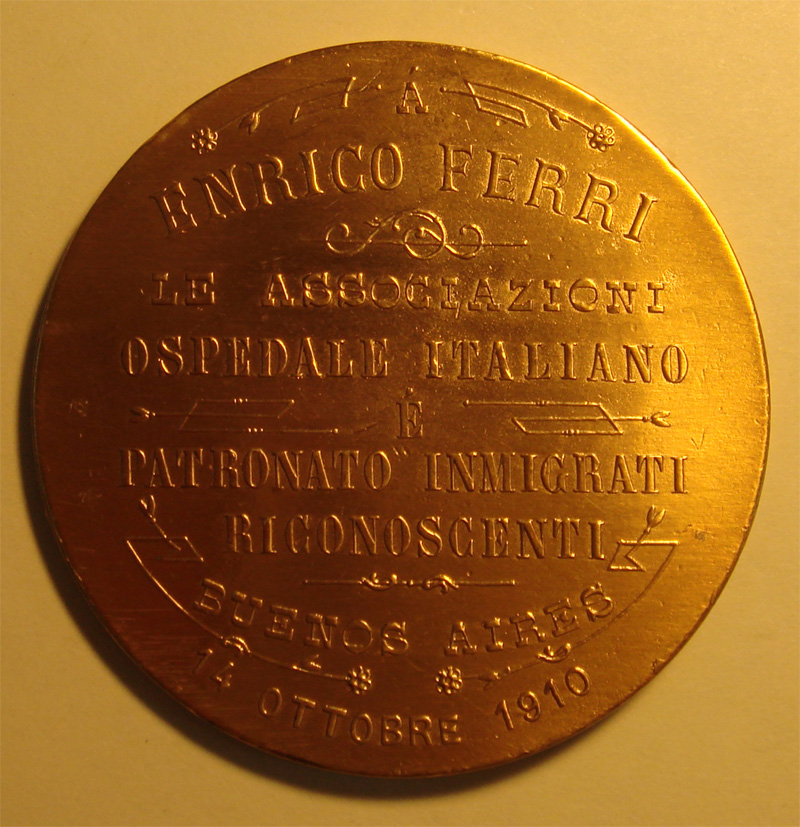 A
ENRICO FERRI
LE ASSOCIAZIONI
OSPEDALE ITALIANO
É
PATRONATO" INMIGRATI
RICONOSCENTI
BUENOS AIRES
14 OTTOBRE 1910